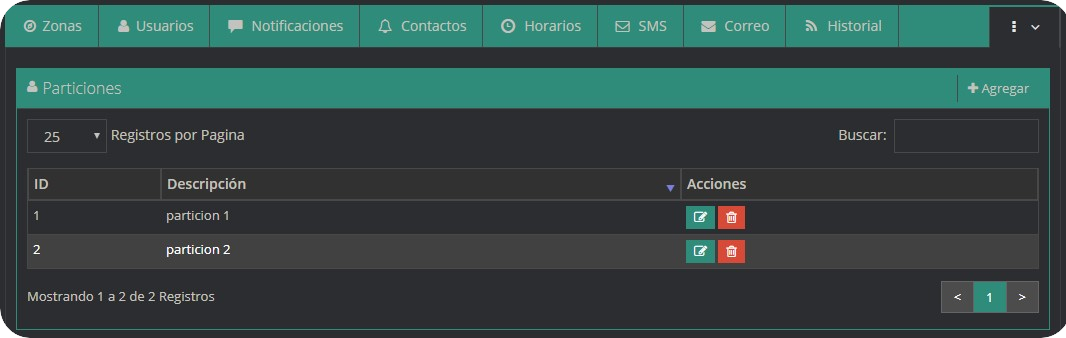 Zonas Usuarios Notificaciones Contactos Horarios SMS Correo Historial
Particiones Agregar
25 Registros por Pagina Buscar:
ID Descripción Acciones
1 particion 1
2 particion 2
Mostrando 1 a 2 de 2 Registros < 1 >